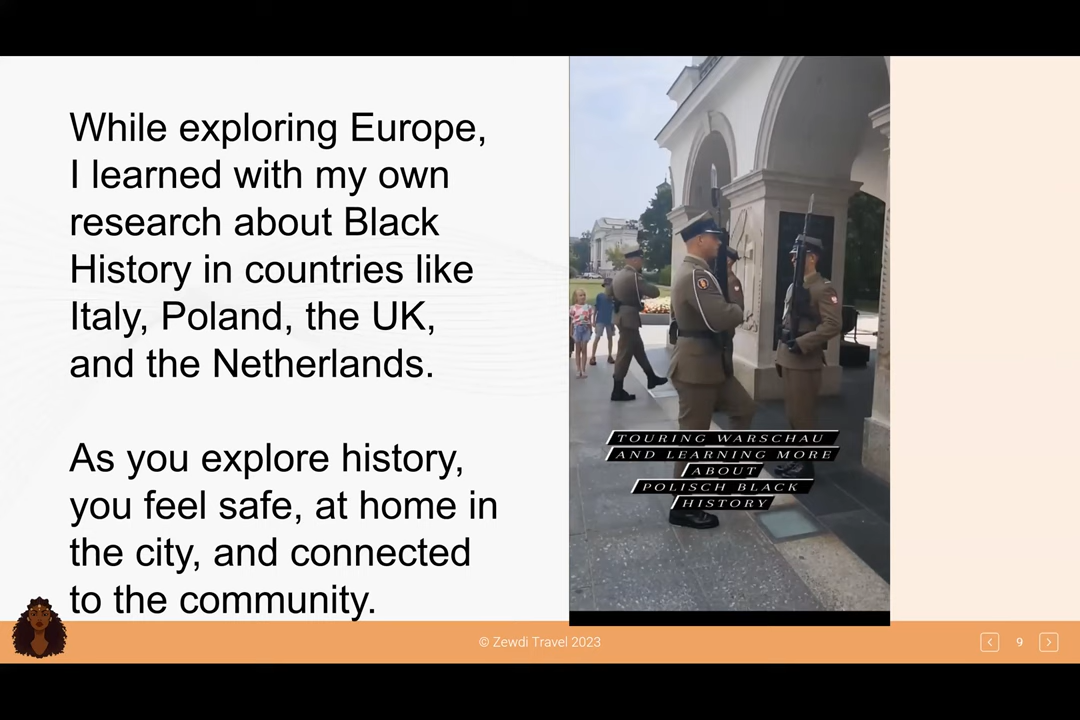 While exploring Europe,
I learned with my own
research about Black
History in countries like
Italy, Poland, the UK,
and the Netherlands.
As you explore history,
you feel safe, at home in
the city, and connected
to the community.
TOURING WARSCHAU
AND LEARNING MORE
ABOUT
POLISCH BLACK
HISTORY
© Zewdi Travel 2023
9